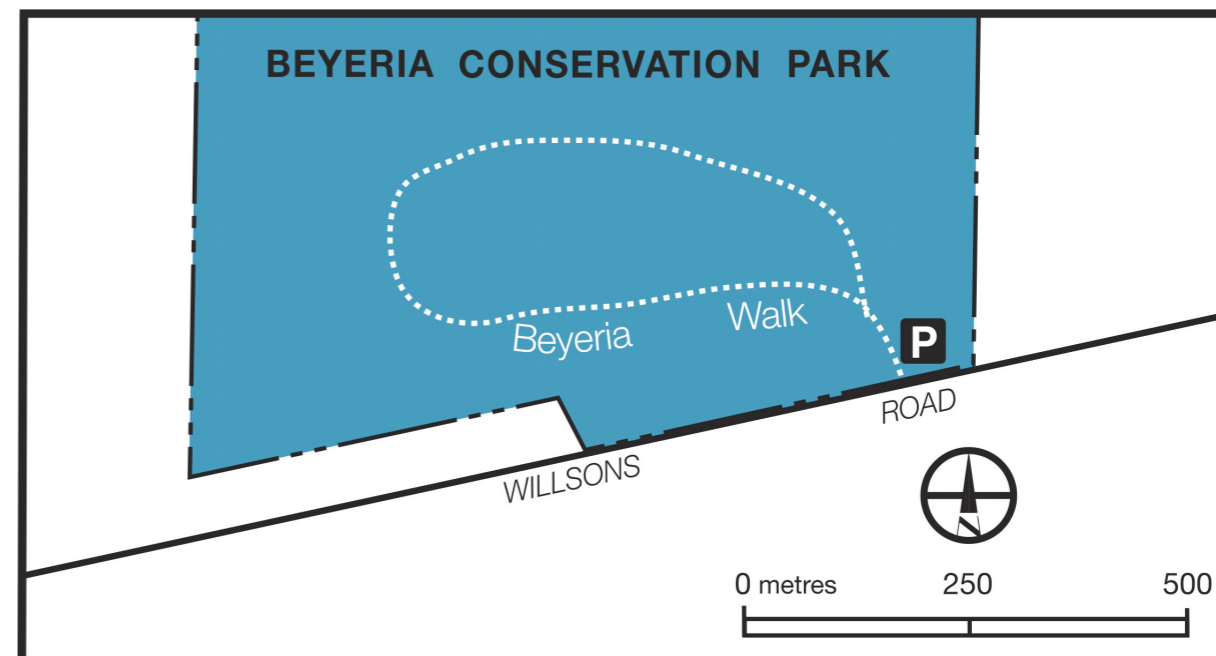 BEYERIA CONSERVATION PARK
Beyeria Walk
P
WILLSONS ROAD
N
0 metres 250 500